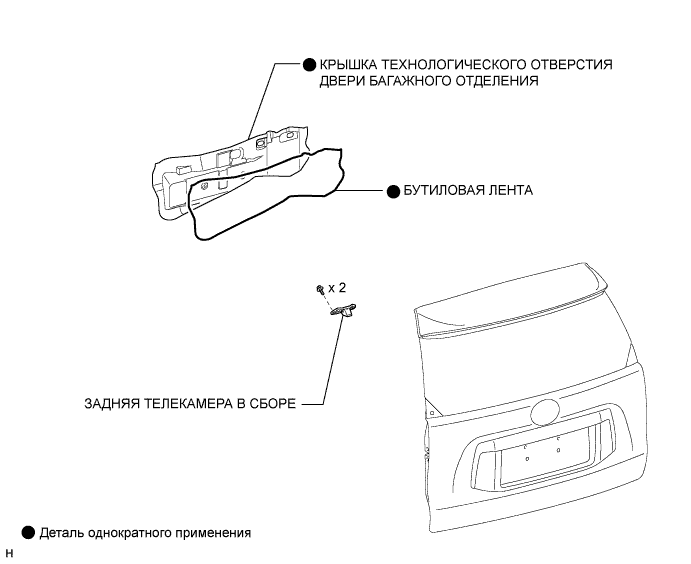 ● КРЫШКА ТЕХНОЛОГИЧЕСКОГО ОТВЕРСТИЯ
ДВЕРИ БАГАЖНОГО ОТДЕЛЕНИЯ
● БУТИЛОВАЯ ЛЕНТА
x 2
ЗАДНЯЯ ТЕЛЕКАМЕРА В СБОРЕ
● Деталь однократного применения
H